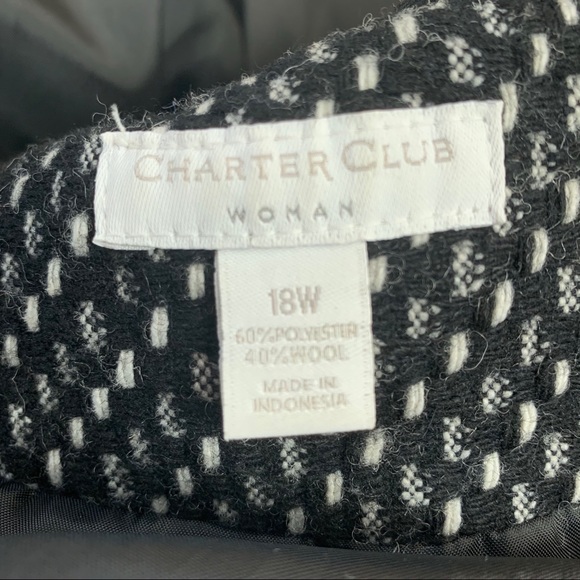 CHARTER CLUB
WOMAN
18W
60%POLYESTER
40%WOOL
MADE IN
INDONESIA